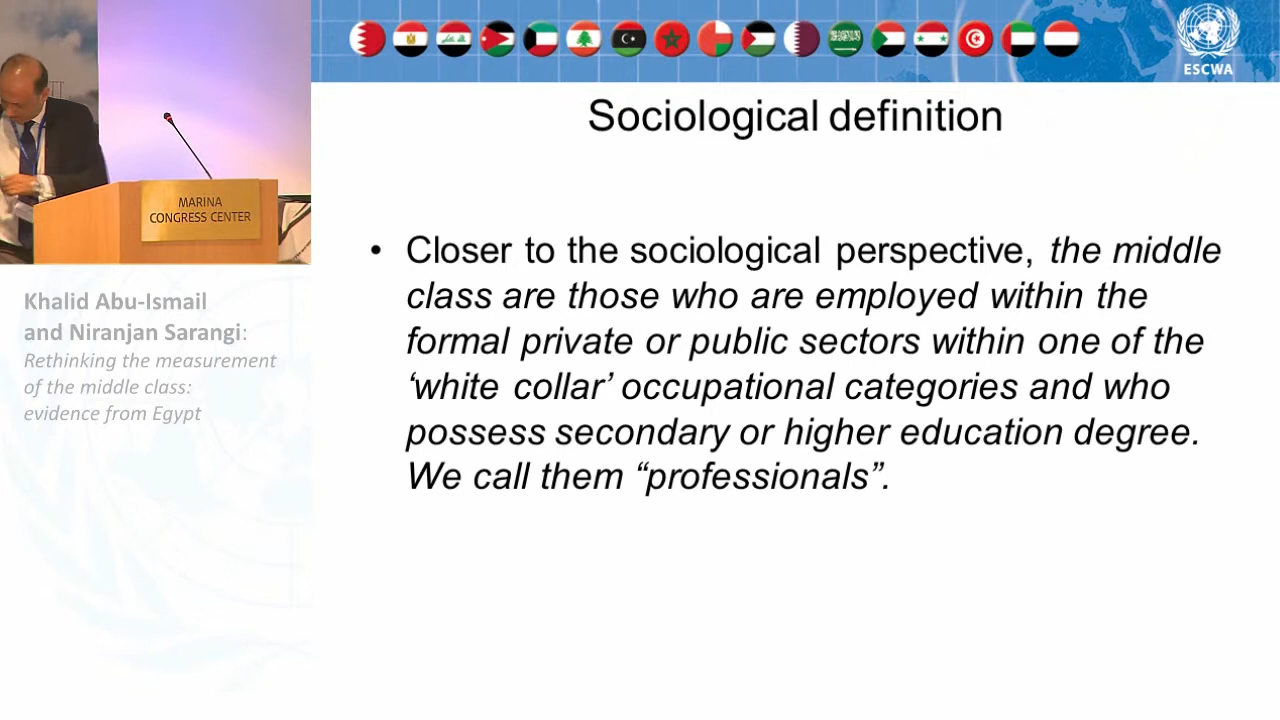 ESCWA
Sociological definition
MARINA
CONGRESS CENTER
• Closer to the sociological perspective, the middle
class are those who are employed within the
formal private or public sectors within one of the
‘white collar’ occupational categories and who
possess secondary or higher education degree.
We call them “professionals”.
Khalid Abu-Ismail
and Niranjan Sarangi:
Rethinking the measurement
of the middle class:
evidence from Egypt